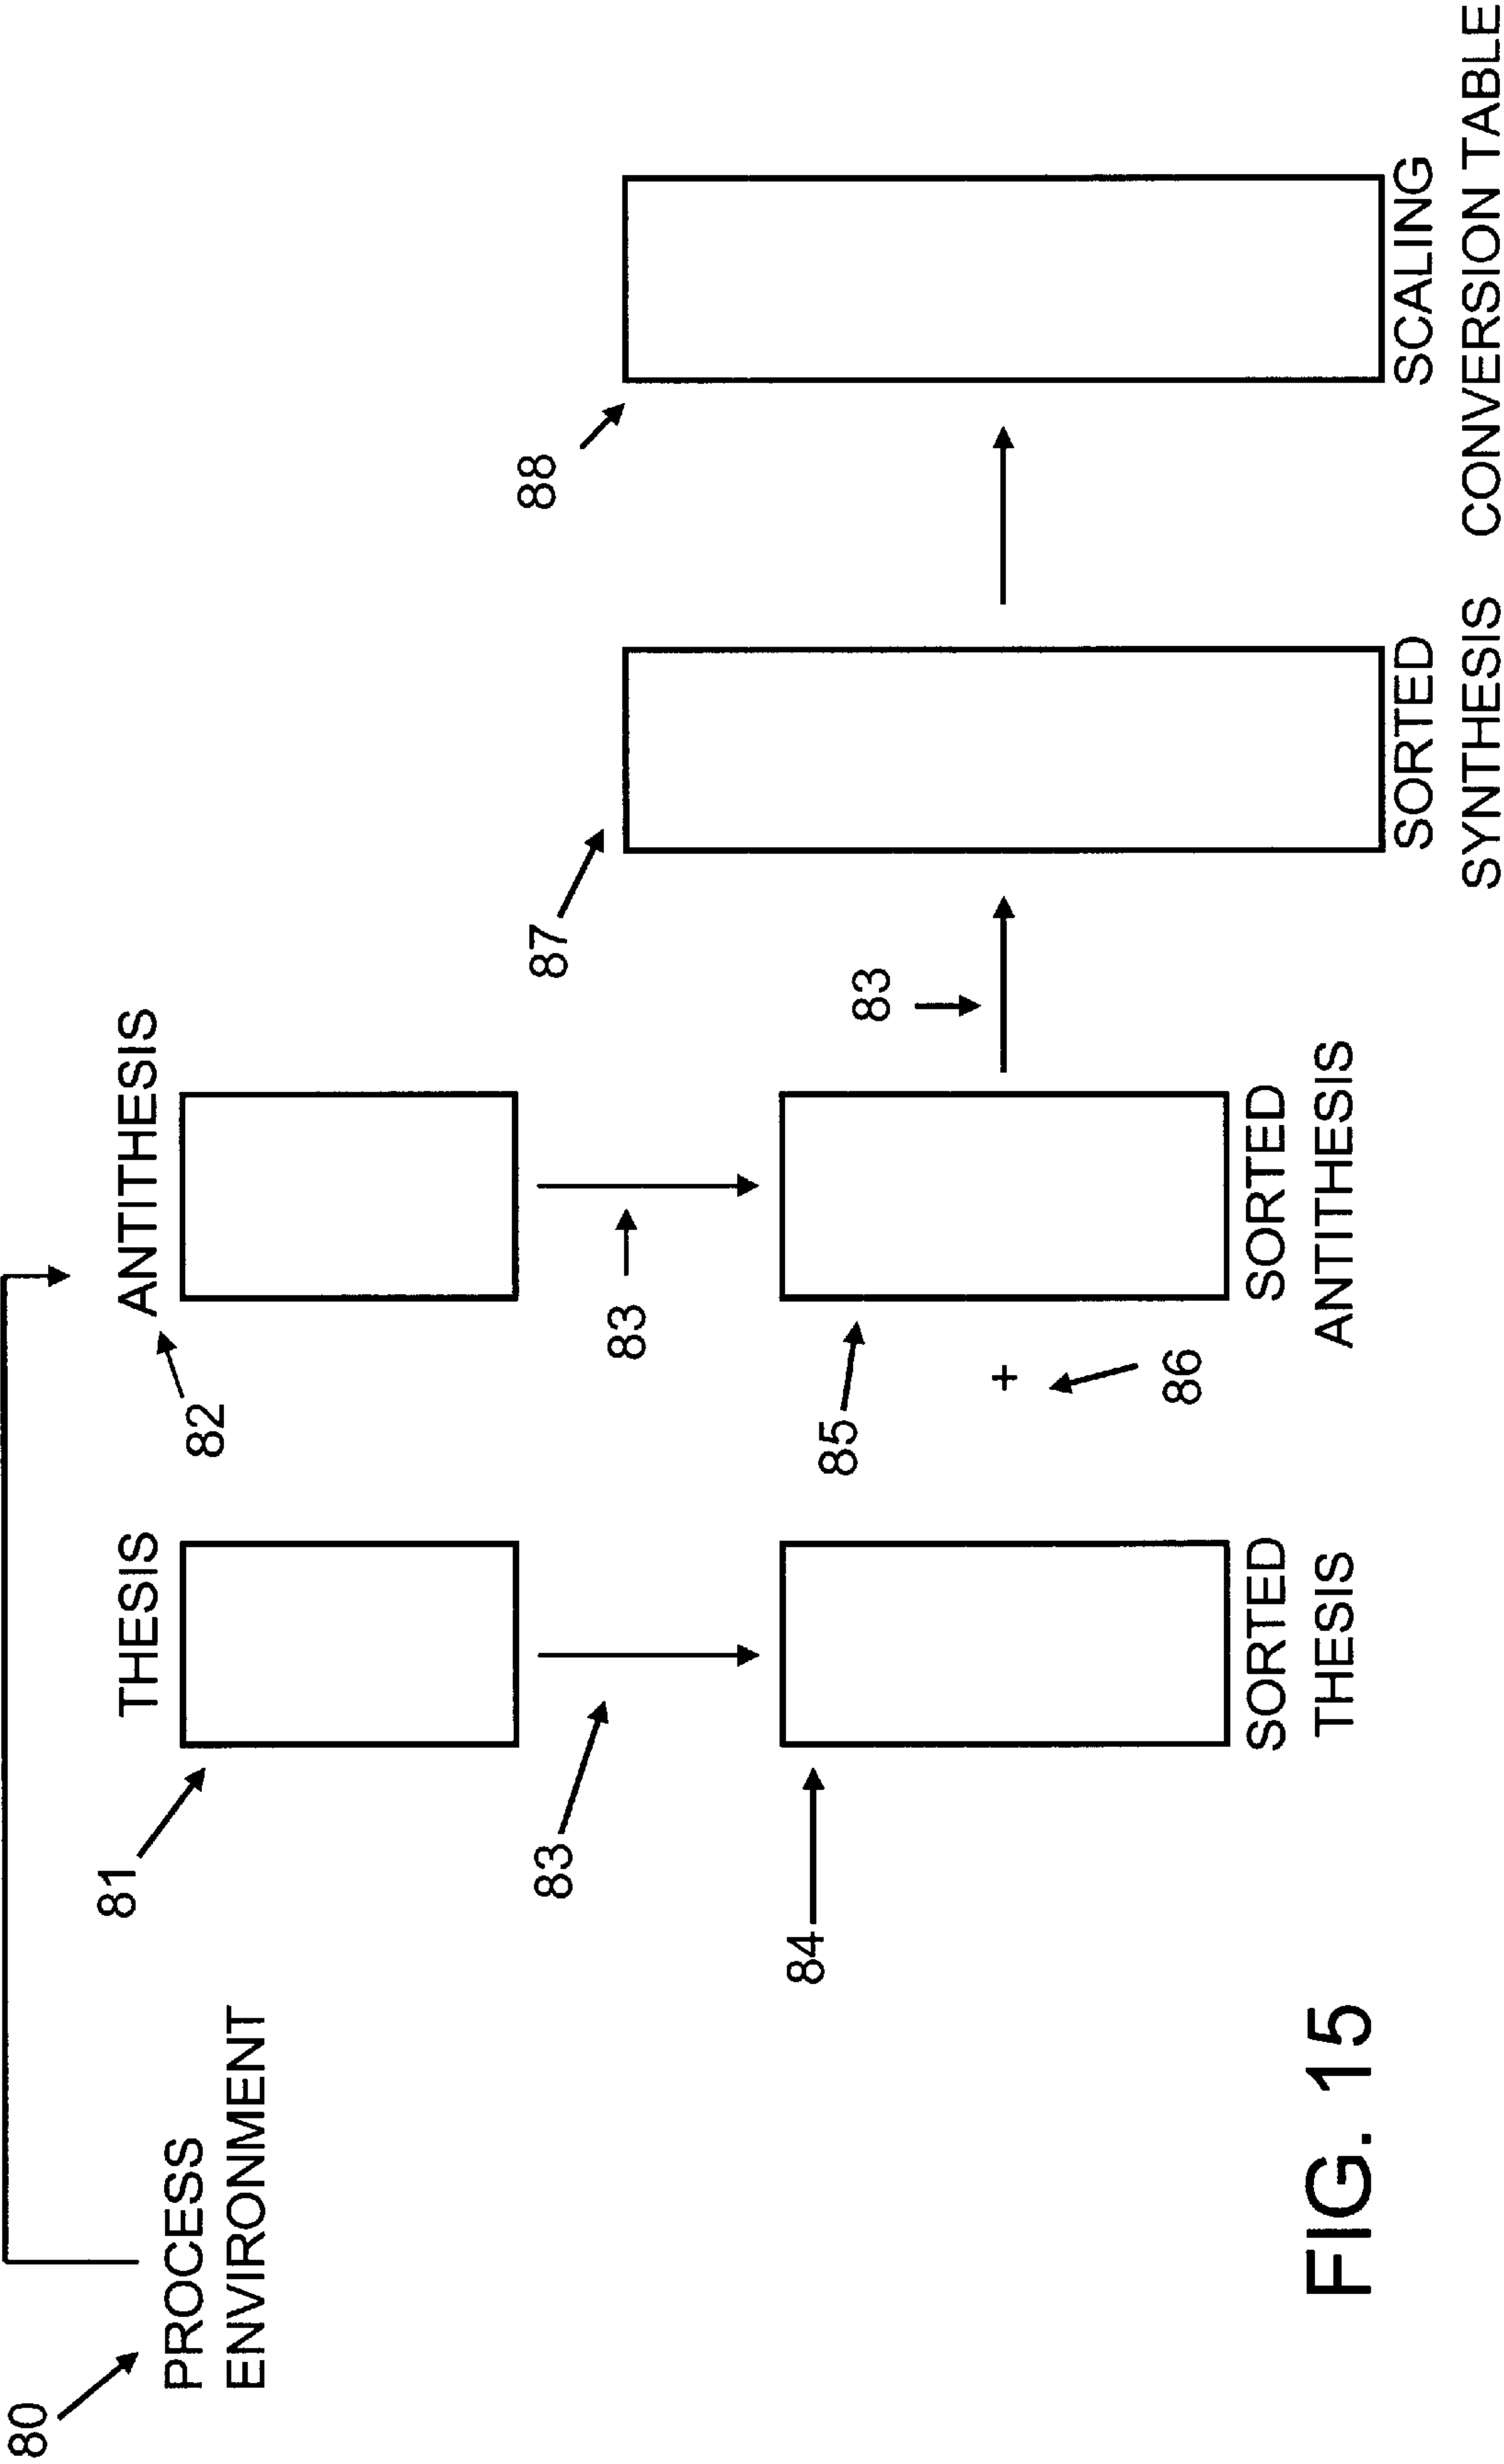 80
PROCESS
ENVIRONMENT
81
THESIS
82
ANTITHESIS
83
83
84
SORTED
THESIS
85
+
86
SORTED
ANTITHESIS
83
87
SORTED
SYNTHESIS
88
SCALING
CONVERSION TABLE
FIG. 15